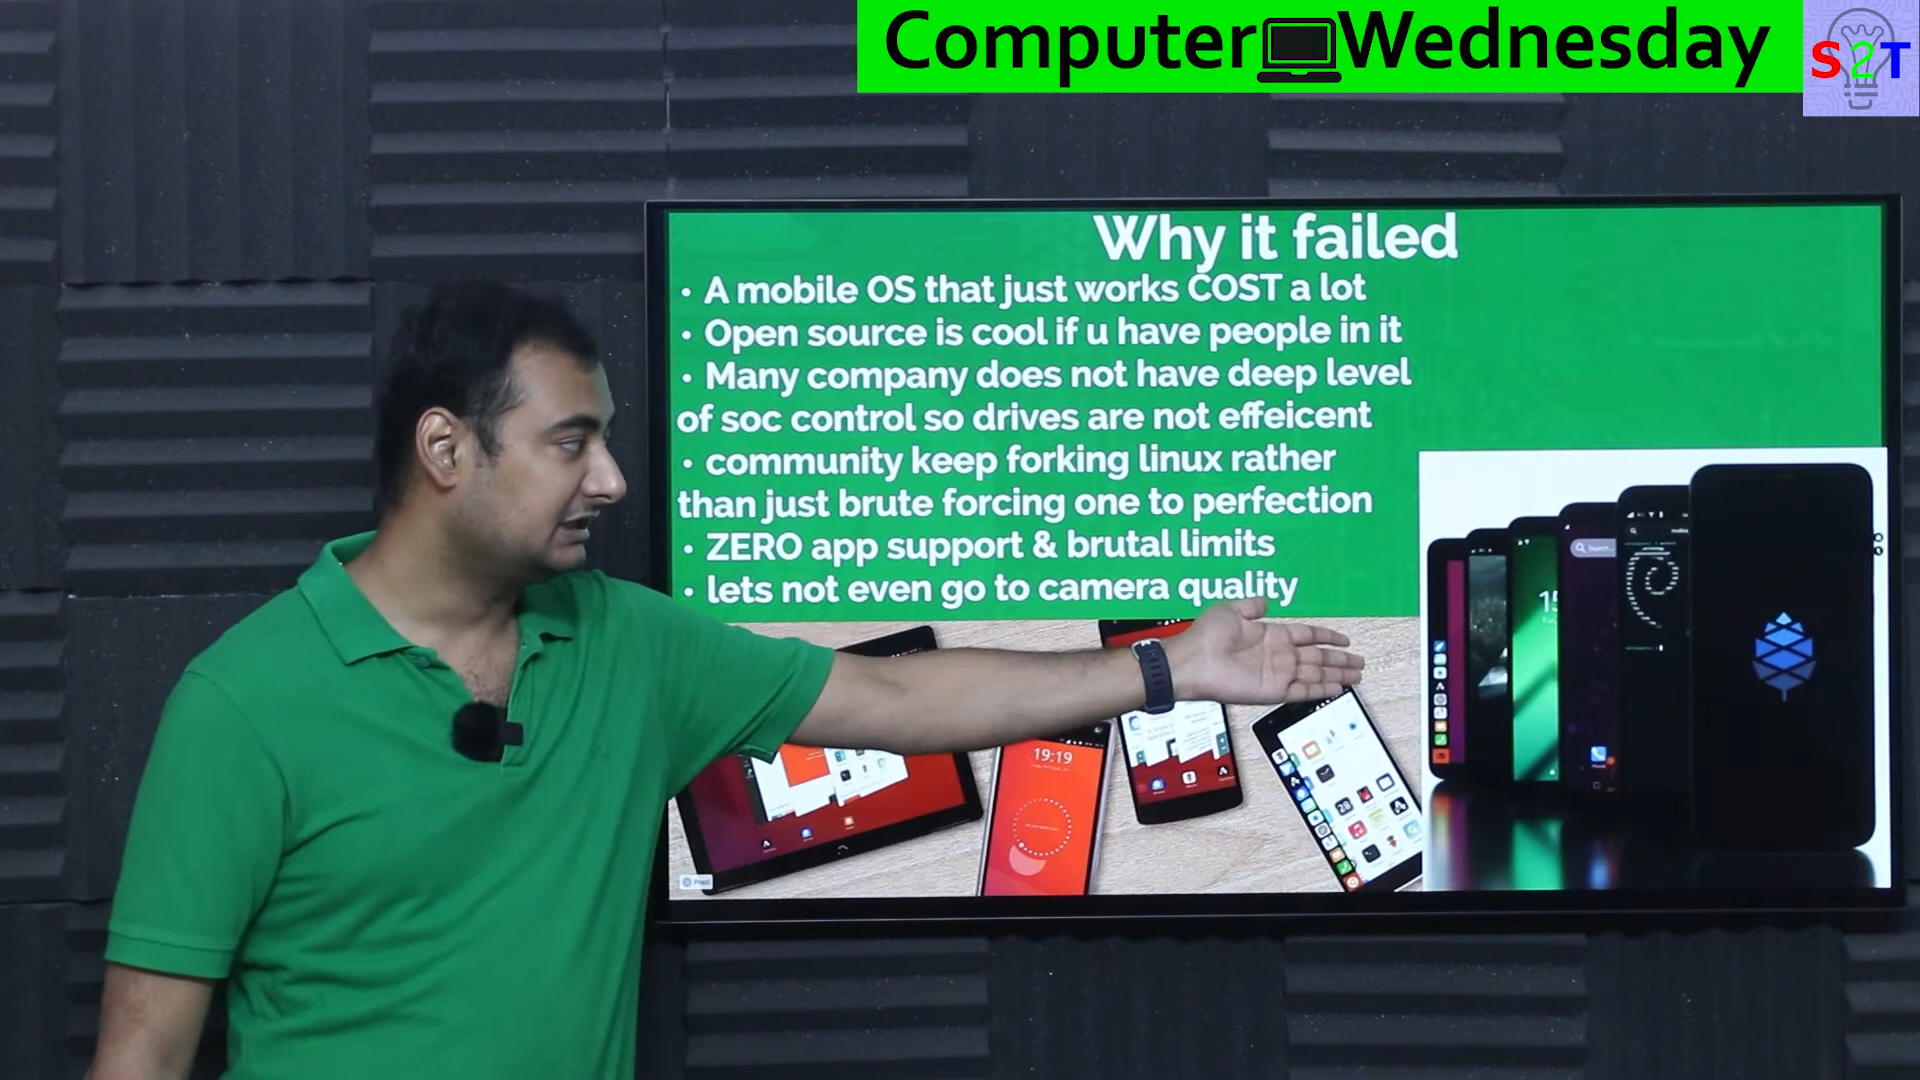 Computer Wednesday
S2T
Why it failed
• A mobile OS that just works COST a lot
• Open source is cool if u have people in it
• Many company does not have deep level
of soc control so drives are not effeicent
• community keep forking linux rather
than just brute forcing one to perfection
• ZERO app support & brutal limits
• lets not even go to camera quality
Search...
19:19
28
Prezi